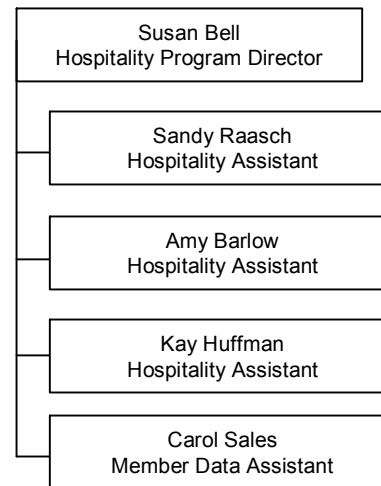 Susan Bell
Hospitality Program Director
Sandy Raasch
Hospitality Assistant
Amy Barlow
Hospitality Assistant
Kay Huffman
Hospitality Assistant
Carol Sales
Member Data Assistant